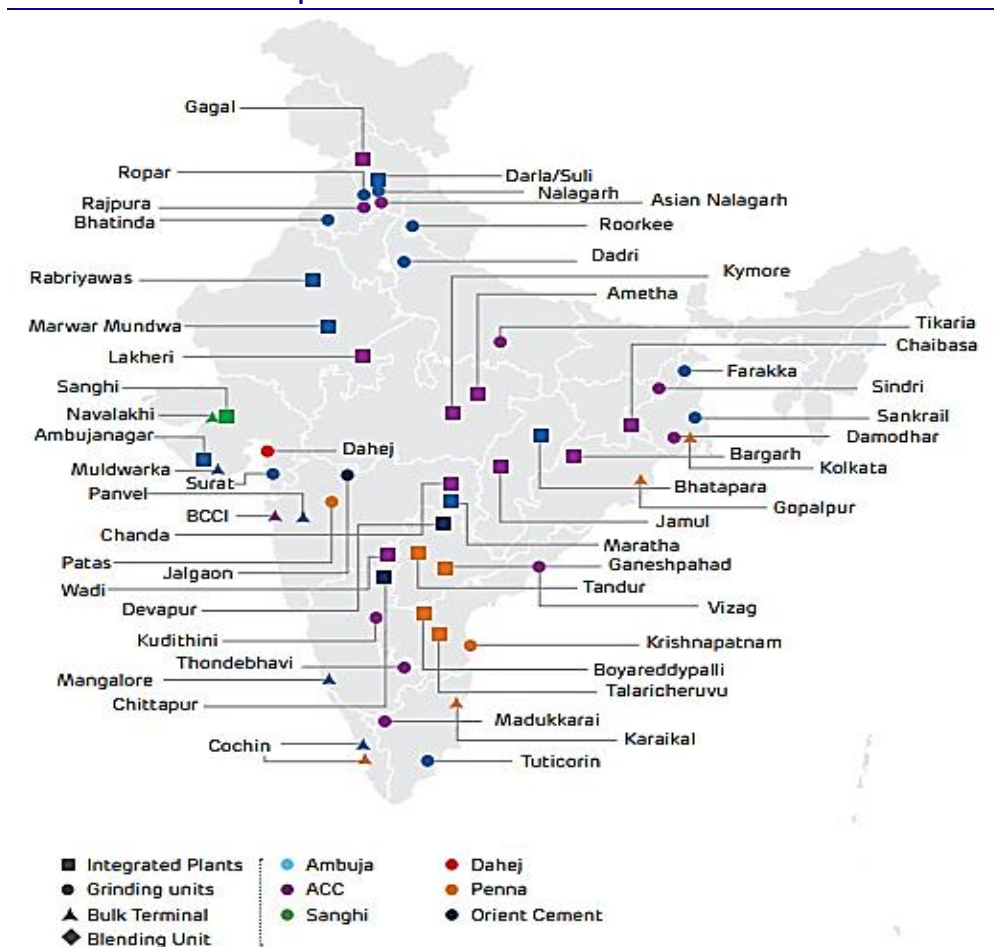 Gagal
Ropar
Darla/Suli
Nalagarh
Rajpura
Asian Nalagarh
Bhatinda
Roorkee
Dadri
Kymore
Rabriyawas
Ametha
Marwar Mundwa
Tikaria
Chaibasa
Lakheri
Farakka
Sanghi
Sindri
Navalakhi
Sankrail
Ambujanagar
Dahej
Damodhar
Bargarh
Muldwarka
Kolkata
Surat
Bhatapara
Panvel
Gopalpur
BCCI
Jamul
Chanda
Maratha
Patas
Ganeshpahad
Jalgaon
Tandur
Wadi
Devapur
Vizag
Kudithini
Krishnapatnam
Thondebhavi
Boyareddypalli
Mangalore
Talaricheruvu
Chittapur
Madukkarai
Karaikal
Cochin
Tuticorin
Integrated Plants Ambuja Dahej
Grinding units ACC Penna
Bulk Terminal Sanghi Orient Cement
Blending Unit